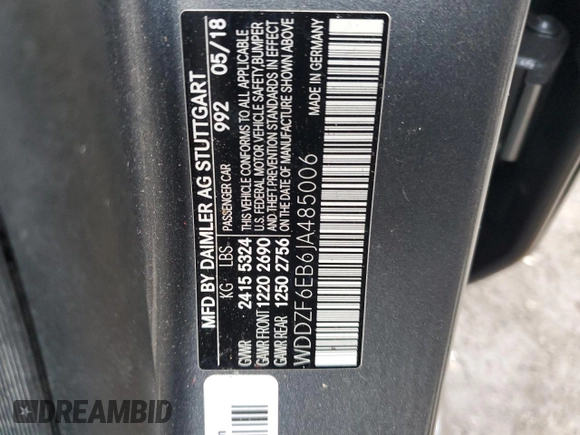 MFD BY DAIMLER AG STUTTGART
992 05/18
KG LBS PASSENGER CAR
GVWR 2415 5324
GAWR FRONT 1220 2690
GAWR REAR 1250 2756
THIS VEHICLE CONFORMS TO ALL APPLICABLE
U.S. FEDERAL MOTOR VEHICLE SAFETY, BUMPER
AND THEFT PREVENTION STANDARDS IN EFFECT
ON THE DATE OF MANUFACTURE SHOWN ABOVE
MADE IN GERMANY
WDDZF6EB6JA485006
DREAMBID